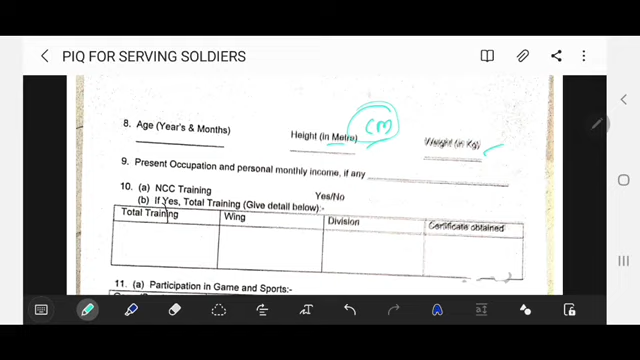 PIQ FOR SERVING SOLDIERS
8. Age (Year's & Months) Height (in Metre) CM Weight (in Kg)
9. Present Occupation and personal monthly income, if any
10. (a) NCC Training Yes/No
(b) If Yes, Total Training (Give detail below):-
Total Training Wing Division Certificate obtained
11. (a) Participation in Game and Sports:-